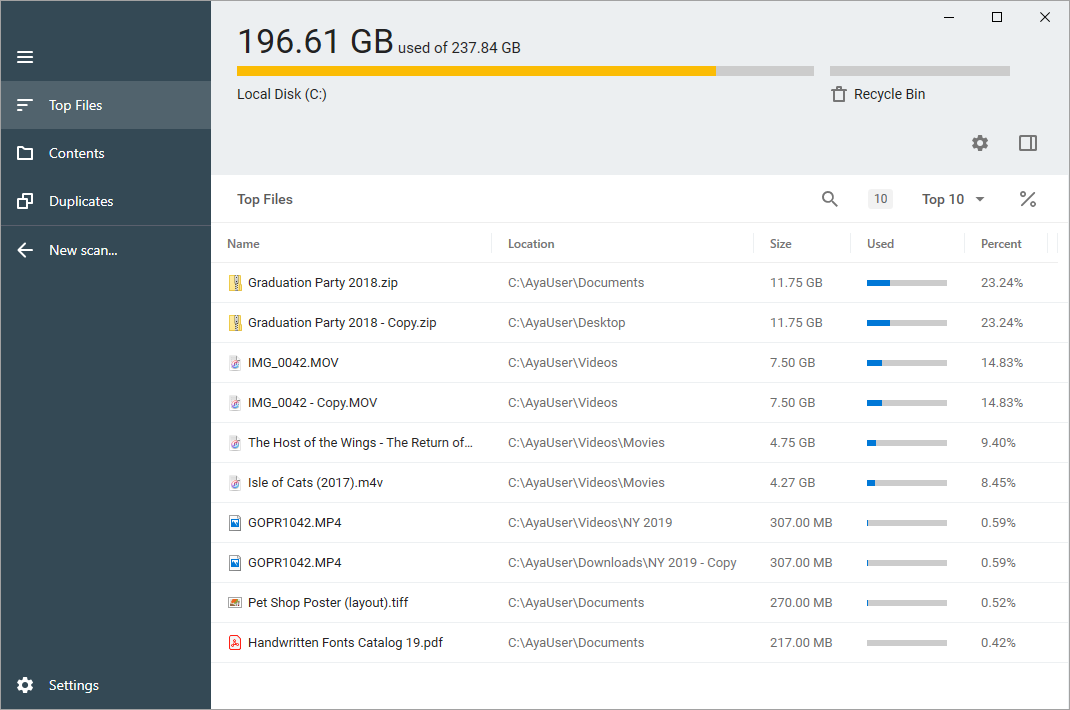 196.61 GB used of 237.84 GB
Local Disk (C:)
Recycle Bin
Top Files
Contents
Duplicates
New scan...
Settings
Top Files
10
Top 10
Name Location Size Used Percent
Graduation Party 2018.zip C:\AyaUser\Documents 11.75 GB 23.24%
Graduation Party 2018 - Copy.zip C:\AyaUser\Desktop 11.75 GB 23.24%
IMG_0042.MOV C:\AyaUser\Videos 7.50 GB 14.83%
IMG_0042 - Copy.MOV C:\AyaUser\Videos 7.50 GB 14.83%
The Host of the Wings - The Return of... C:\AyaUser\Videos\Movies 4.75 GB 9.40%
Isle of Cats (2017).m4v C:\AyaUser\Videos\Movies 4.27 GB 8.45%
GOPR1042.MP4 C:\AyaUser\Videos\NY 2019 307.00 MB 0.59%
GOPR1042.MP4 C:\AyaUser\Downloads\NY 2019 - Copy 307.00 MB 0.59%
Pet Shop Poster (layout).tiff C:\AyaUser\Documents 270.00 MB 0.52%
Handwritten Fonts Catalog 19.pdf C:\AyaUser\Documents 217.00 MB 0.42%